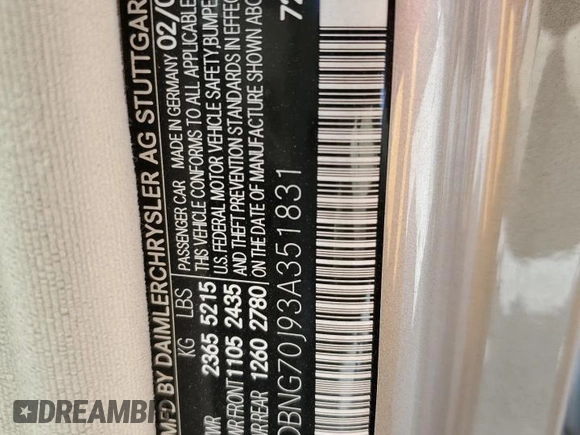 MFD BY DAIMLERCHRYSLER AG STUTTGAR
PASSENGER CAR MADE IN GERMANY 02/0
THIS VEHICLE CONFORMS TO ALL APPLICABLE
U.S. FEDERAL MOTOR VEHICLE SAFETY, BUMPE
AND THEFT PREVENTION STANDARDS IN EFFEC
ON THE DATE OF MANUFACTURE SHOWN ABO
KG LBS
2365 5215
FRONT 1105 2435
REAR 1260 2780
DBNG70J93A351831
72
DREAMB